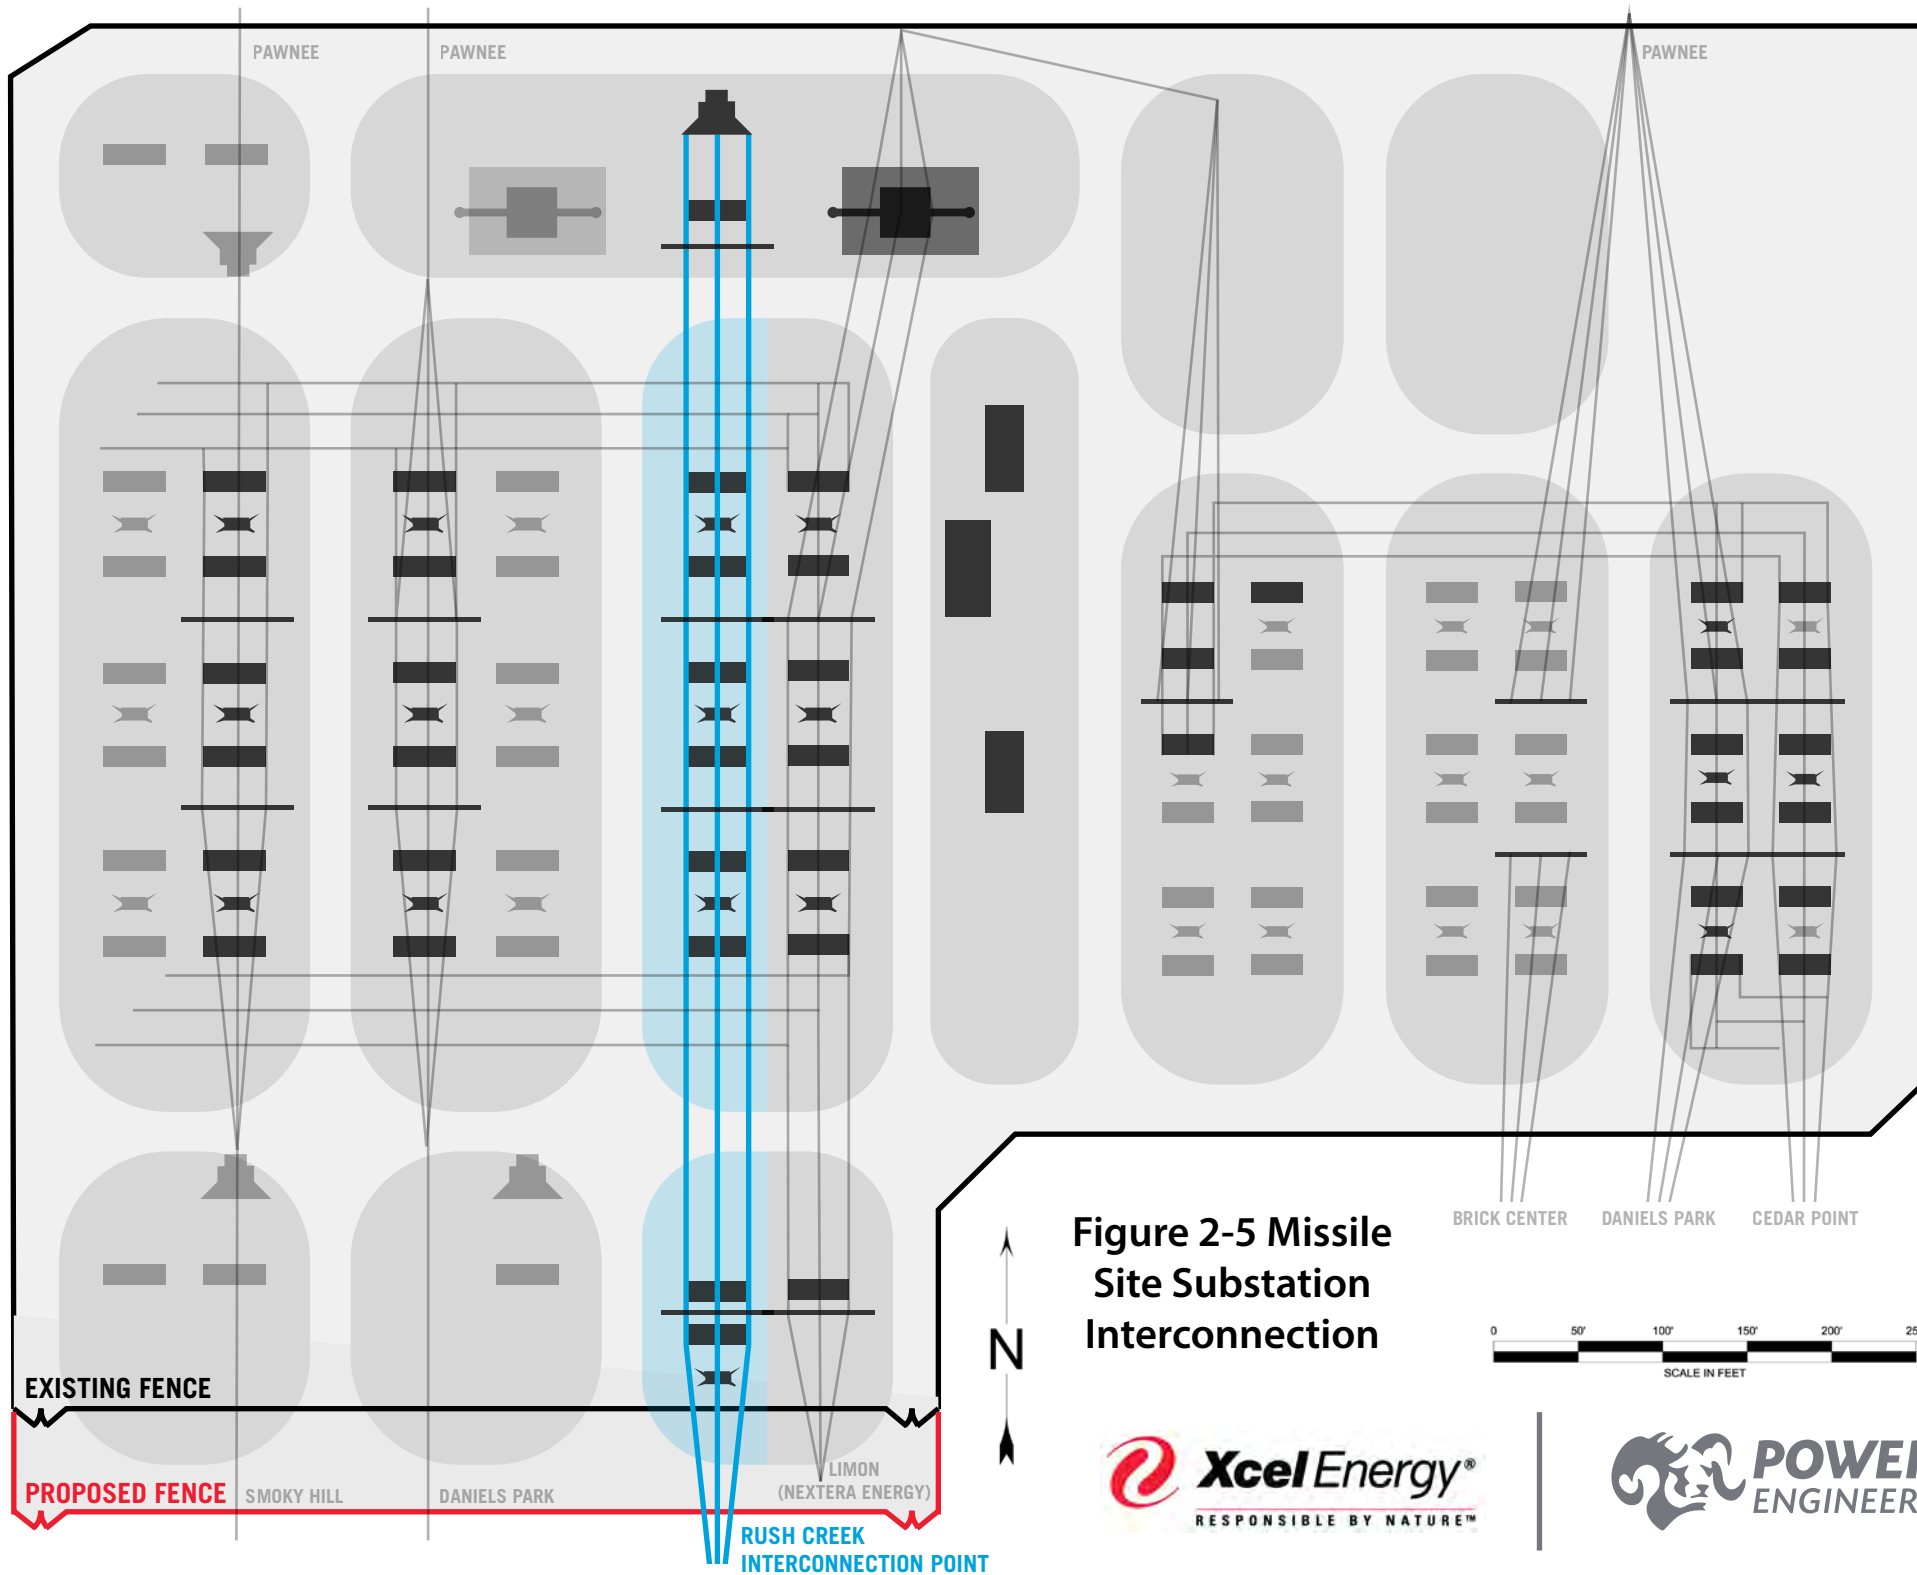 PAWNEE
PAWNEE
PAWNEE
BRICK CENTER
DANIELS PARK
CEDAR POINT
Figure 2-5 Missile
Site Substation
Interconnection
N
0 50' 100' 150' 200' 25
SCALE IN FEET
EXISTING FENCE
PROPOSED FENCE
SMOKY HILL
DANIELS PARK
LIMON
(NEXTERA ENERGY)
RUSH CREEK
INTERCONNECTION POINT
Xcel Energy®
RESPONSIBLE BY NATURE™
POWER
ENGINEER